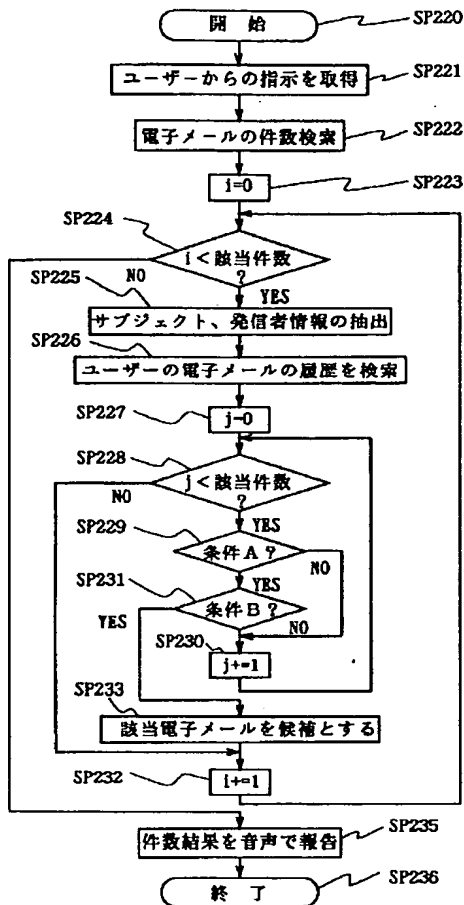 開 始
SP220
ユーザーからの指示を取得
SP221
電子メールの件数検索
SP222
i=0
SP223
SP224
i<該当件数
?
NO
YES
SP225
サブジェクト、発信者情報の抽出
SP226
ユーザーの電子メールの履歴を検索
SP227
j=0
SP228
j<該当件数
?
NO
YES
SP229
条件A?
NO
YES
SP231
条件B?
YES
NO
SP230
j+=1
SP233
該当電子メールを候補とする
SP232
i+=1
SP235
件数結果を音声で報告
SP236
終 了